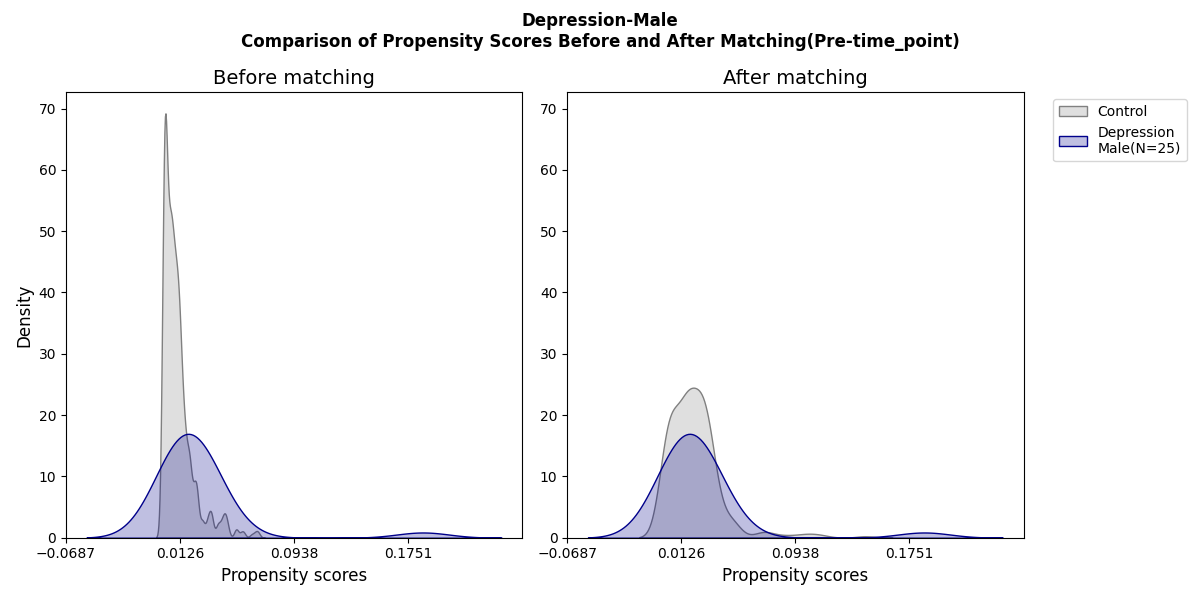 Depression-Male
Comparison of Propensity Scores Before and After Matching(Pre-time_point)
Before matching
Density
70
60
50
40
30
20
10
0
−0.0687
0.0126
0.0938
0.1751
Propensity scores
After matching
70
60
50
40
30
20
10
0
−0.0687
0.0126
0.0938
0.1751
Propensity scores
Control
Depression
Male(N=25)